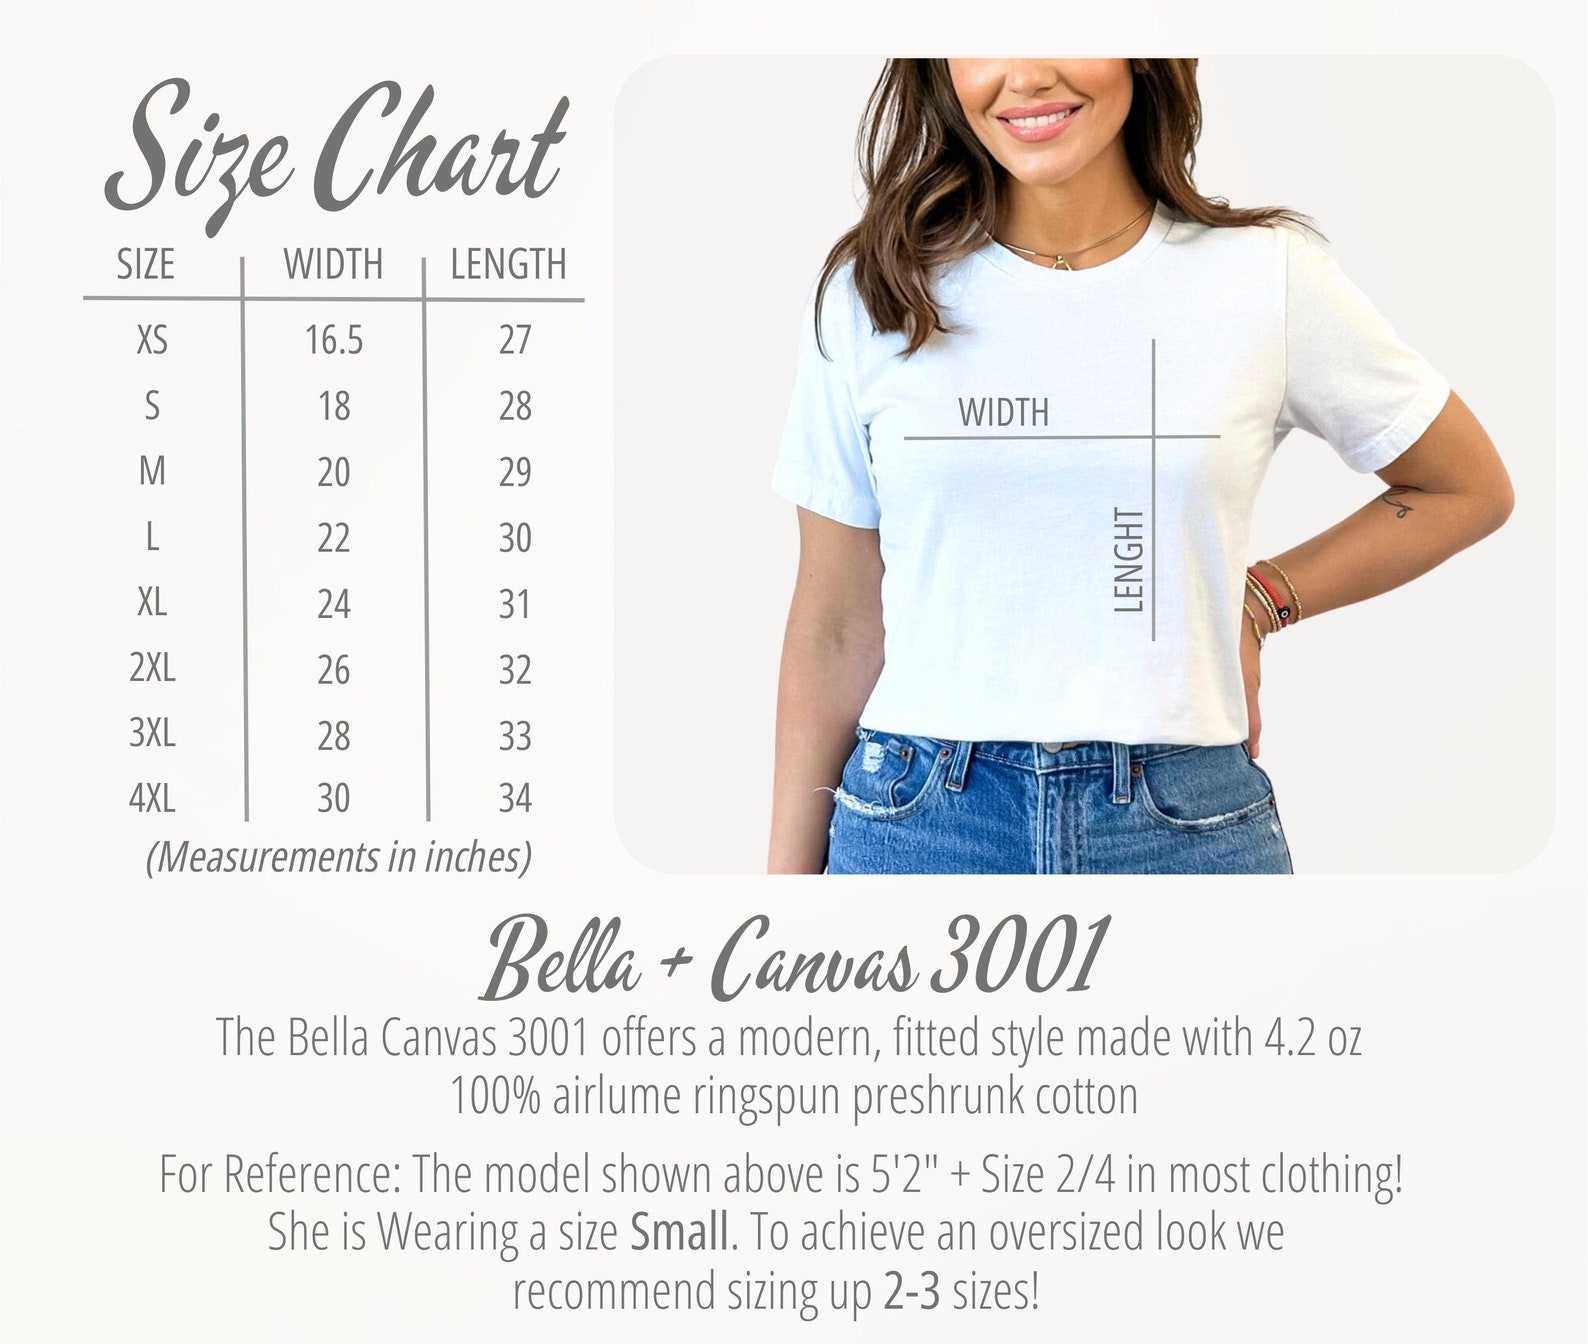 Size Chart
SIZE WIDTH LENGTH
XS 16.5 27
S 18 28
M 20 29
L 22 30
XL 24 31
2XL 26 32
3XL 28 33
4XL 30 34
(Measurements in inches)
WIDTH
LENGHT
Bella + Canvas 3001
The Bella Canvas 3001 offers a modern, fitted style made with 4.2 oz
100% airlume ringspun preshrunk cotton
For Reference: The model shown above is 5'2" + Size 2/4 in most clothing!
She is Wearing a size Small. To achieve an oversized look we
recommend sizing up 2-3 sizes!